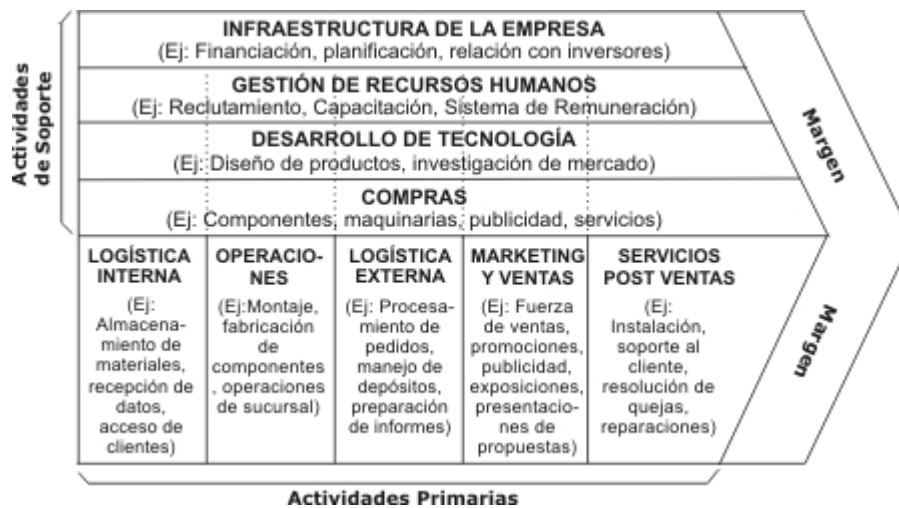 Actividades
de Soporte
INFRAESTRUCTURA DE LA EMPRESA
(Ej: Financiación, planificación, relación con inversores)
GESTIÓN DE RECURSOS HUMANOS
(Ej: Reclutamiento, Capacitación, Sistema de Remuneración)
DESARROLLO DE TECNOLOGÍA
(Ej: Diseño de productos, investigación de mercado)
COMPRAS
(Ej: Componentes, maquinarias, publicidad, servicios)
Margen
LOGÍSTICA
INTERNA
(Ej:
Almacena-
miento de
materiales,
recepción de
datos,
acceso de
clientes)
OPERACIO-
NES
(Ej:Montaje,
fabricación
de
componentes
, operaciones
de sucursal)
LOGÍSTICA
EXTERNA
(Ej: Procesa-
miento de
pedidos,
manejo de
depósitos,
preparación
de informes)
MARKETING
Y VENTAS
(Ej: Fuerza
de ventas,
promociones,
publicidad,
exposiciones,
presentacio-
nes de
propuestas)
SERVICIOS
POST VENTAS
(Ej:
Instalación,
soporte al
cliente,
resolución de
quejas,
reparaciones)
Margen
Actividades Primarias